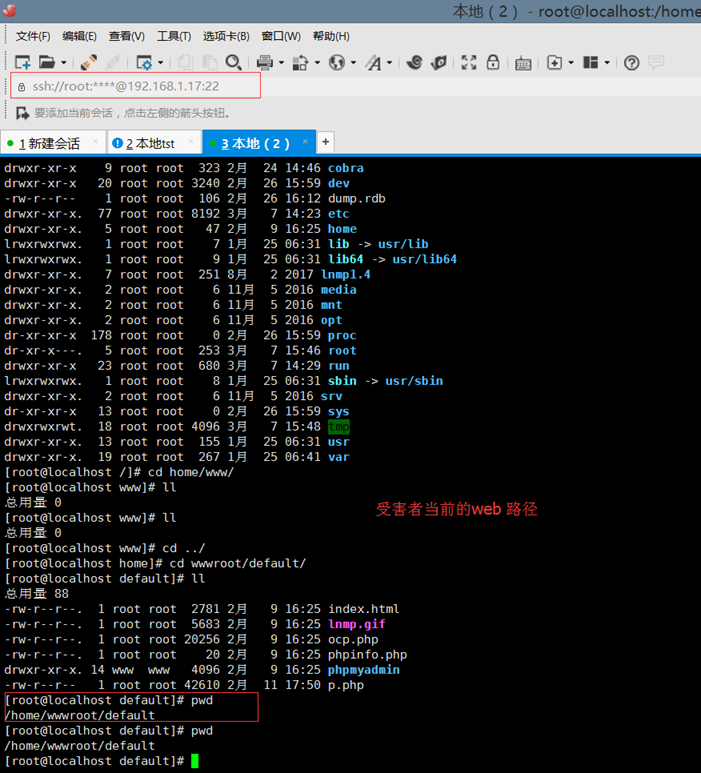 本地（2） - root@localhost:/home
文件(F) 编辑(E) 查看(V) 工具(T) 选项卡(B) 窗口(W) 帮助(H)
ssh://root:****@192.168.1.17:22
要添加当前会话，点击左侧的箭头按钮。
1 新建会话 × 2 本地tst × 3 本地（2） × +
drwxr-xr-x 9 root root 323 2月 24 14:46 cobra
drwxr-xr-x 20 root root 3240 2月 26 15:59 dev
-rw-r--r-- 1 root root 106 2月 26 16:12 dump.rdb
drwxr-xr-x. 77 root root 8192 3月 7 14:23 etc
drwxr-xr-x. 5 root root 47 2月 9 16:25 home
lrwxrwxrwx. 1 root root 7 1月 25 06:31 lib -> usr/lib
lrwxrwxrwx. 1 root root 9 1月 25 06:31 lib64 -> usr/lib64
drwxr-xr-x. 7 root root 251 8月 2 2017 lnmp1.4
drwxr-xr-x. 2 root root 6 11月 5 2016 media
drwxr-xr-x. 2 root root 6 11月 5 2016 mnt
drwxr-xr-x. 2 root root 6 11月 5 2016 opt
dr-xr-xr-x 178 root root 0 2月 26 15:59 proc
dr-xr-x---. 5 root root 253 3月 7 15:46 root
drwxr-xr-x 23 root root 680 3月 7 14:29 run
lrwxrwxrwx. 1 root root 8 1月 25 06:31 sbin -> usr/sbin
drwxr-xr-x. 2 root root 6 11月 5 2016 srv
dr-xr-xr-x 13 root root 0 2月 26 15:59 sys
drwxrwxrwt. 18 root root 4096 3月 7 15:48 tmp
drwxr-xr-x. 13 root root 155 1月 25 06:31 usr
drwxr-xr-x. 19 root root 267 1月 25 06:41 var
[root@localhost /]# cd home/www/
[root@localhost www]# ll
总用量 0
[root@localhost www]# ll
受害者当前的web 路径
总用量 0
[root@localhost www]# cd ../
[root@localhost home]# cd wwwroot/default/
[root@localhost default]# ll
总用量 88
-rw-r--r--. 1 root root 2781 2月 9 16:25 index.html
-rw-r--r--. 1 root root 5683 2月 9 16:25 lnmp.gif
-rw-r--r--. 1 root root 20256 2月 9 16:25 ocp.php
-rw-r--r--. 1 root root 20 2月 9 16:25 phpinfo.php
drwxr-xr-x. 14 www www 4096 2月 9 16:25 phpmyadmin
-rw-r--r-- 1 root root 42610 2月 11 17:50 p.php
[root@localhost default]# pwd
/home/wwwroot/default
[root@localhost default]# pwd
/home/wwwroot/default
[root@localhost default]#